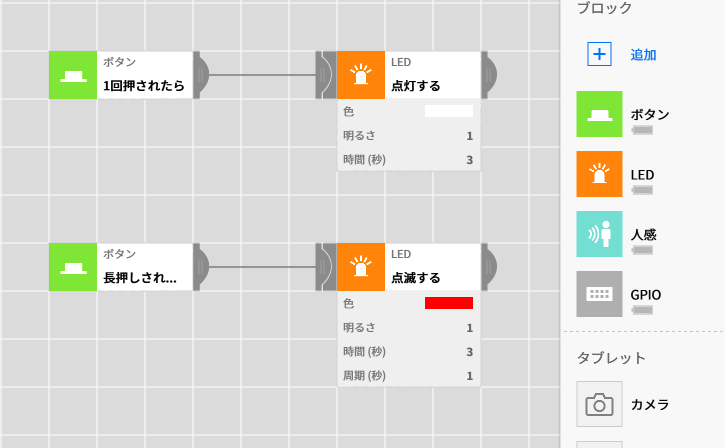 ブロック
追加
ボタン
LED
人感
GPIO
タブレット
カメラ
ボタン
1回押されたら
LED
点灯する
色
明るさ 1
時間 (秒) 3
ボタン
長押しされ...
LED
点滅する
色
明るさ 1
時間 (秒) 3
周期 (秒) 1